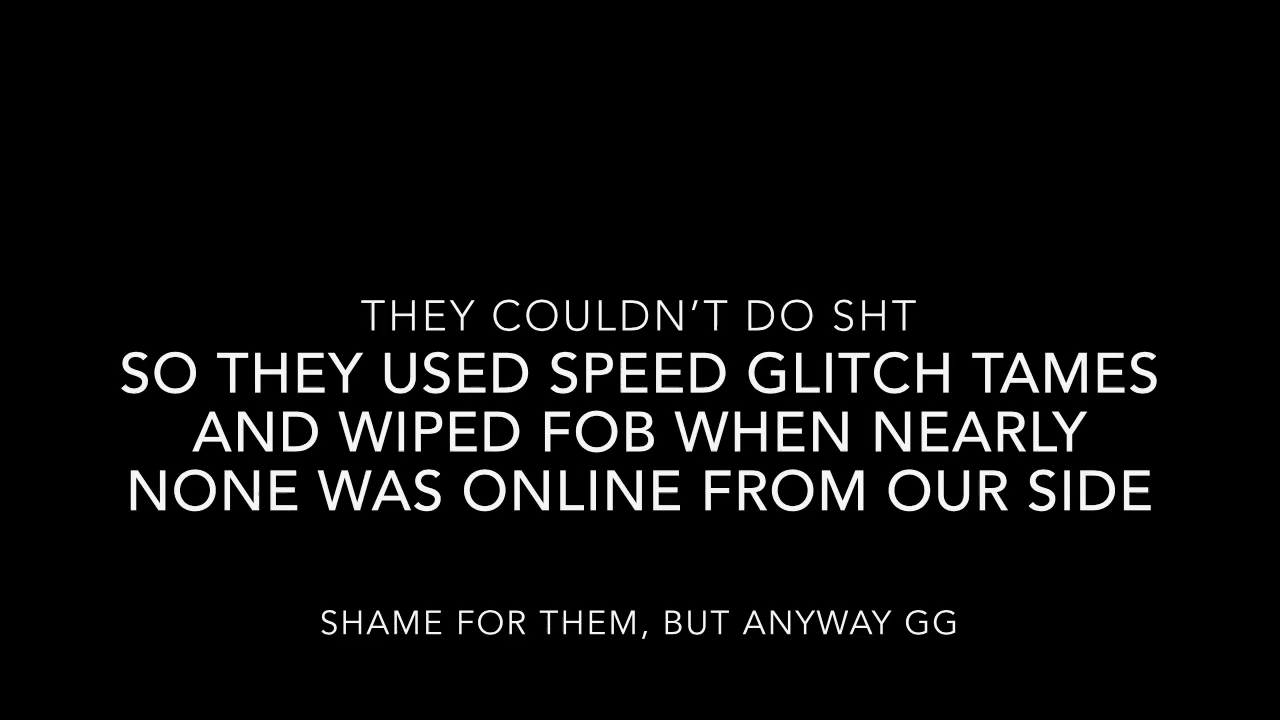 THEY COULDN’T DO SHT
SO THEY USED SPEED GLITCH TAMES
AND WIPED FOB WHEN NEARLY
NONE WAS ONLINE FROM OUR SIDE
SHAME FOR THEM, BUT ANYWAY GG